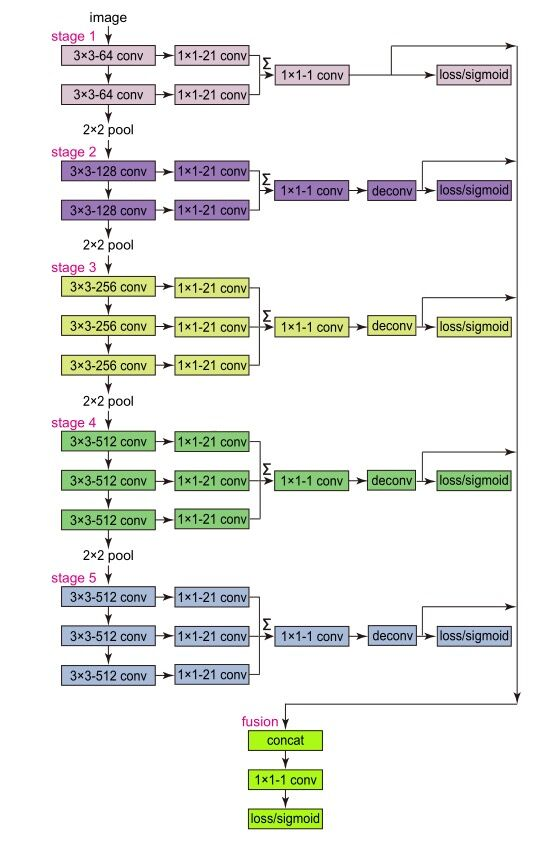 image
stage 1
3×3-64 conv 1×1-21 conv
Σ
1×1-1 conv loss/sigmoid
3×3-64 conv 1×1-21 conv
2×2 pool
stage 2
3×3-128 conv 1×1-21 conv
Σ
1×1-1 conv deconv loss/sigmoid
3×3-128 conv 1×1-21 conv
2×2 pool
stage 3
3×3-256 conv 1×1-21 conv
Σ
3×3-256 conv 1×1-21 conv 1×1-1 conv deconv loss/sigmoid
3×3-256 conv 1×1-21 conv
2×2 pool
stage 4
3×3-512 conv 1×1-21 conv
Σ
3×3-512 conv 1×1-21 conv 1×1-1 conv deconv loss/sigmoid
3×3-512 conv 1×1-21 conv
2×2 pool
stage 5
3×3-512 conv 1×1-21 conv
Σ
3×3-512 conv 1×1-21 conv 1×1-1 conv deconv loss/sigmoid
3×3-512 conv 1×1-21 conv
fusion
concat
1×1-1 conv
loss/sigmoid